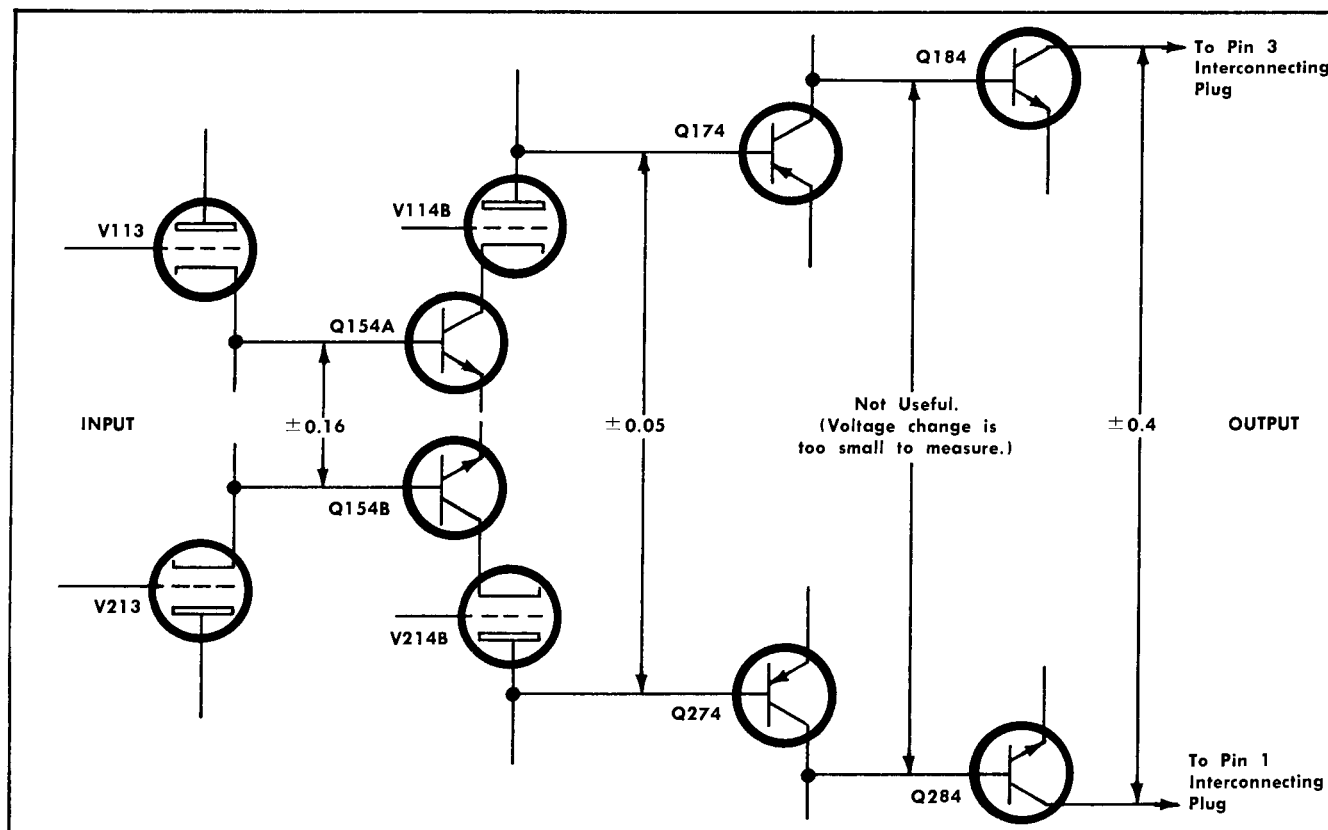 Q184
To Pin 3
Interconnecting
Plug
Q174
V113
V114B
Q154A
INPUT
±0.16
±0.05
Not Useful.
(Voltage change is
too small to measure.)
±0.4
OUTPUT
Q154B
V213
V214B
Q274
Q284
To Pin 1
Interconnecting
Plug